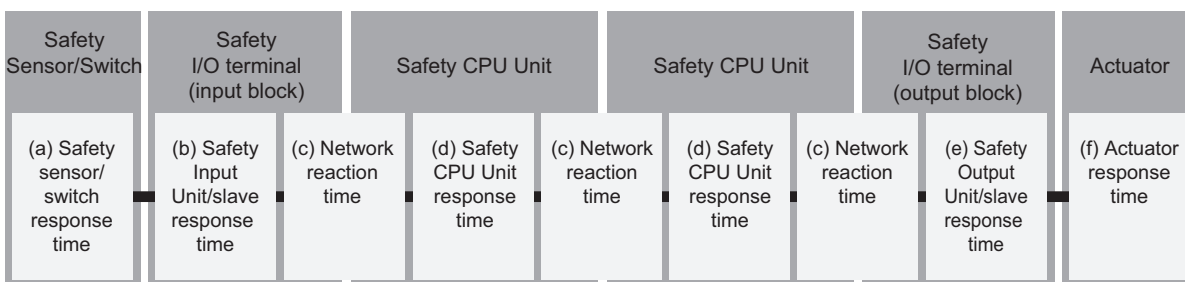 Safety
Sensor/Switch
Safety
I/O terminal
(input block)
Safety CPU Unit
Safety CPU Unit
Safety
I/O terminal
(output block)
Actuator
(a) Safety
sensor/
switch
response
time
(b) Safety
Input
Unit/slave
response
time
(c) Network
reaction
time
(d) Safety
CPU Unit
response
time
(c) Network
reaction
time
(d) Safety
CPU Unit
response
time
(c) Network
reaction
time
(e) Safety
Output
Unit/slave
response
time
(f) Actuator
response
time